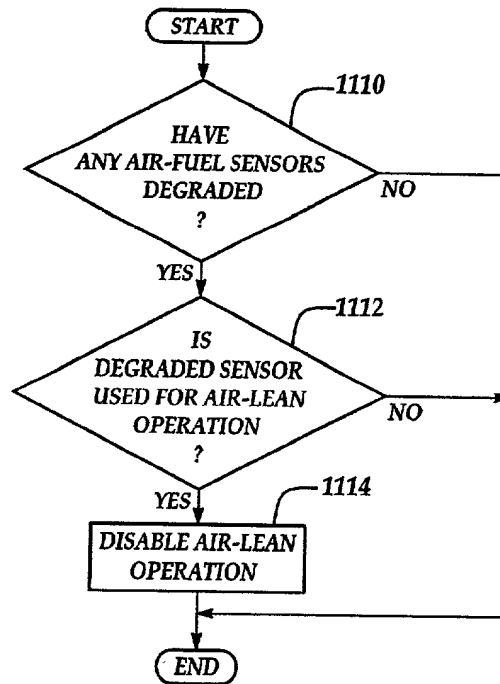 START
1110
HAVE
ANY AIR-FUEL SENSORS
DEGRADED
?
NO
YES
1112
IS
DEGRADED SENSOR
USED FOR AIR-LEAN
OPERATION
?
NO
YES
1114
DISABLE AIR-LEAN
OPERATION
END